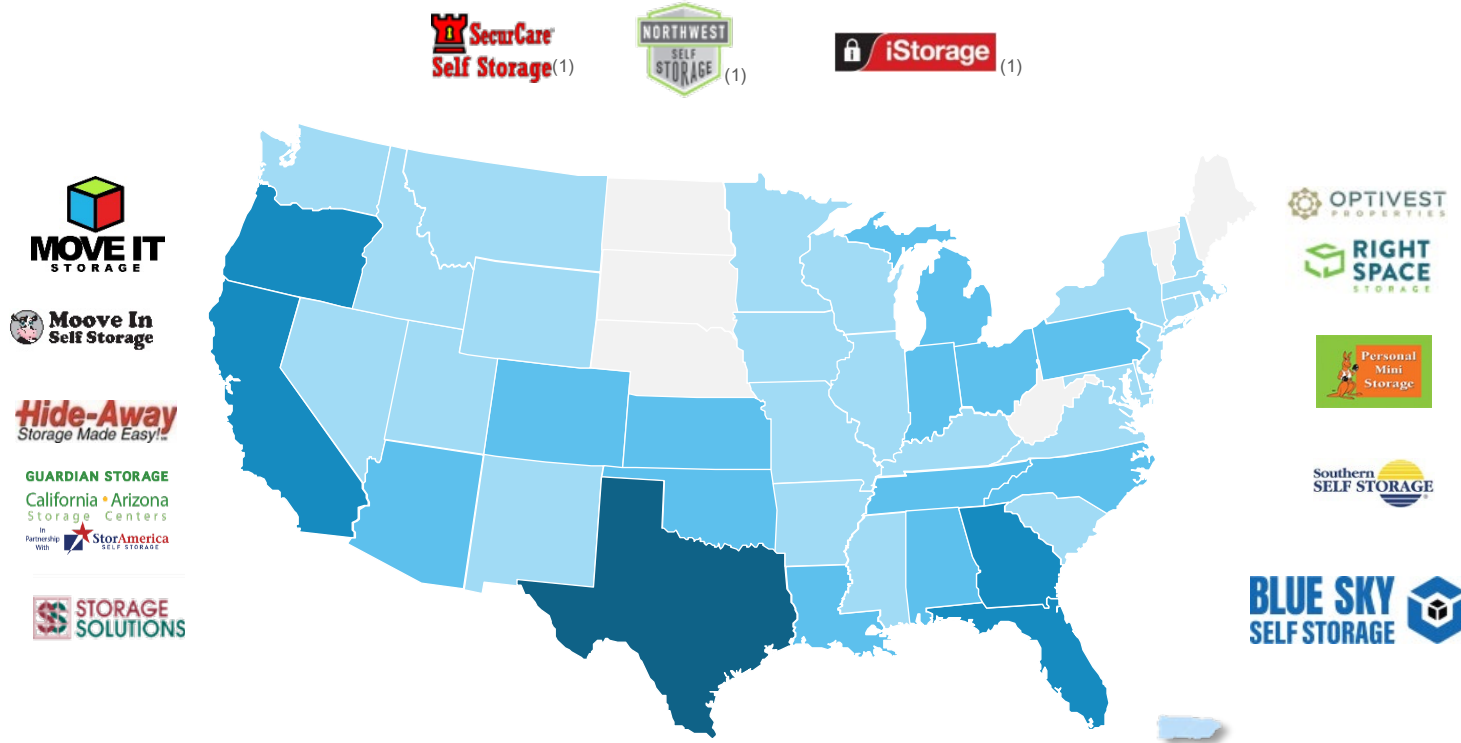 SecurCare
Self Storage(1)
NORTHWEST
SELF
STORAGE
(1)
iStorage
(1)
MOVE IT
STORAGE
Moove In
Self Storage
Hide-Away
Storage Made Easy!
GUARDIAN STORAGE
California • Arizona
Storage Centers
In
Partnership
With
StorAmerica
SELF STORAGE
SS STORAGE
SOLUTIONS
OPTIVEST
PROPERTIES
RIGHT
SPACE
STORAGE
Personal
Mini
Storage
Southern
SELF STORAGE
BLUE SKY
SELF STORAGE